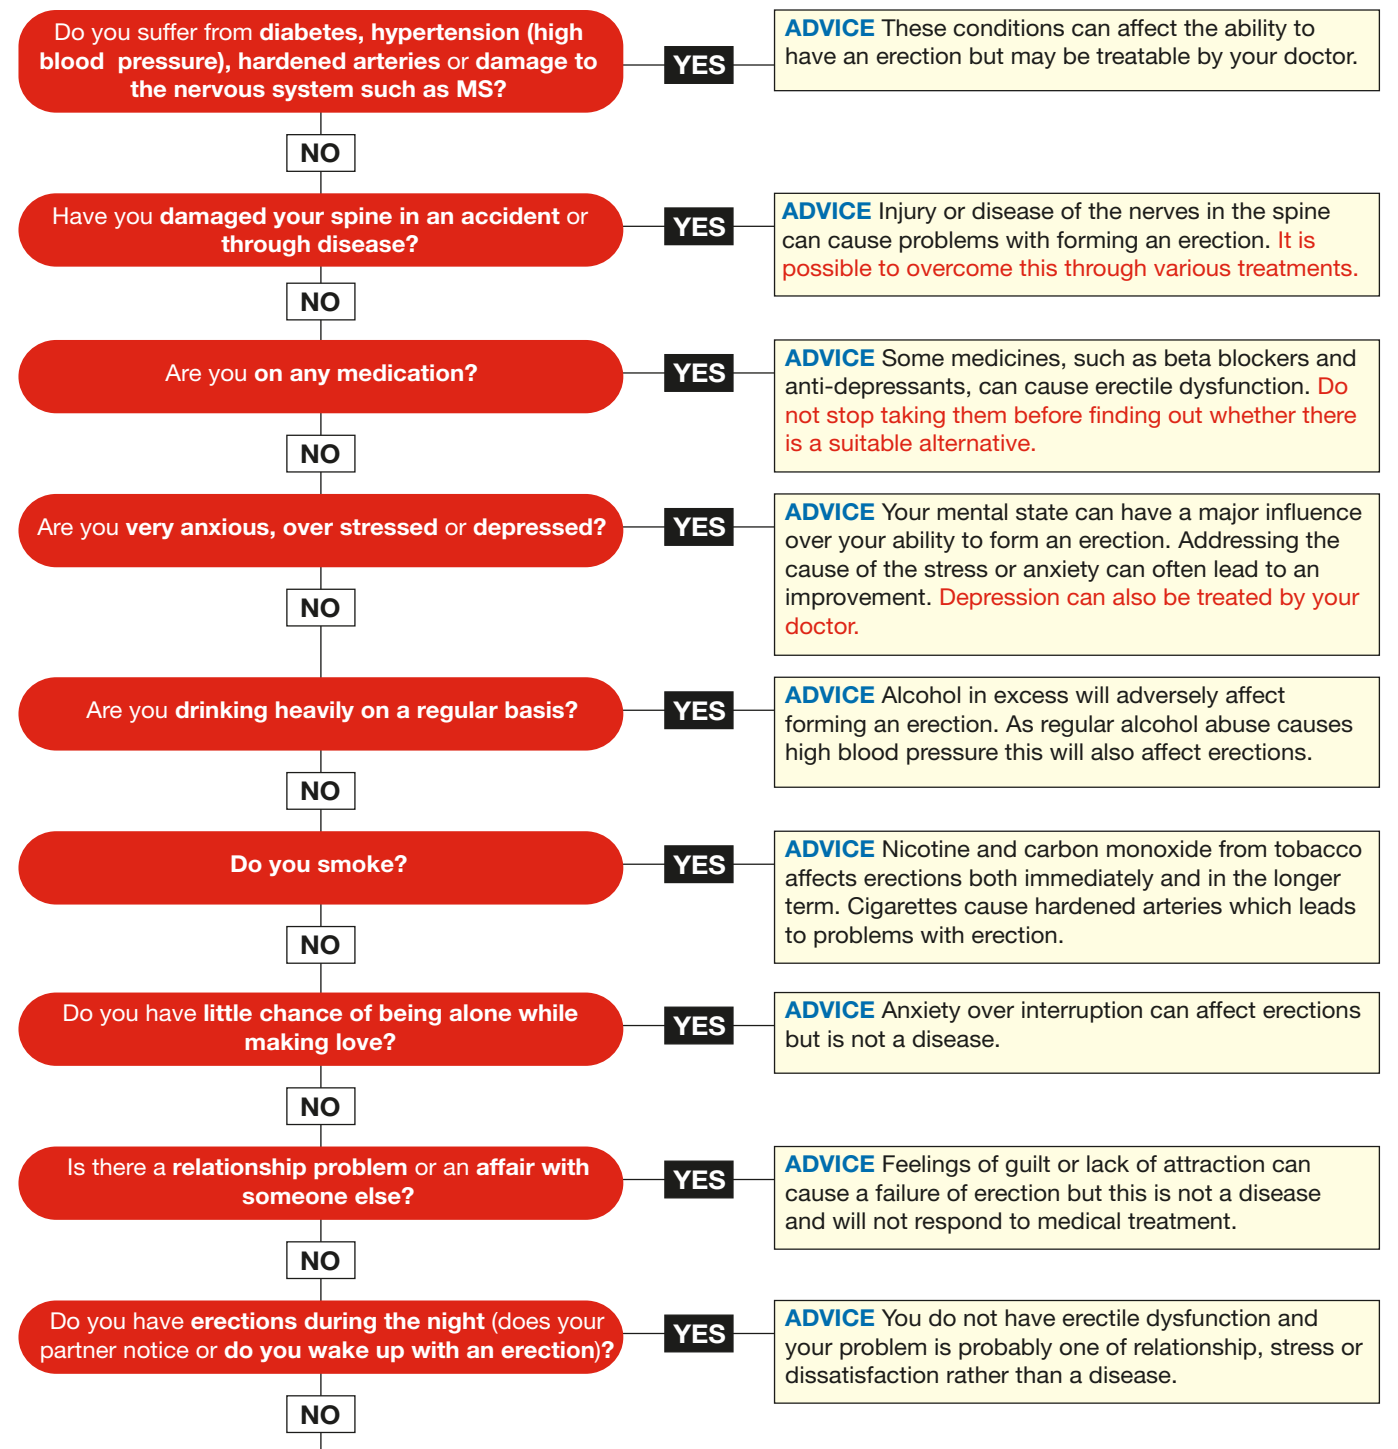 Do you suffer from diabetes, hypertension (high
blood pressure), hardened arteries or damage to
the nervous system such as MS?
YES
ADVICE These conditions can affect the ability to
have an erection but may be treatable by your doctor.
NO
Have you damaged your spine in an accident or
through disease?
YES
ADVICE Injury or disease of the nerves in the spine
can cause problems with forming an erection. It is
possible to overcome this through various treatments.
NO
Are you on any medication?
YES
ADVICE Some medicines, such as beta blockers and
anti-depressants, can cause erectile dysfunction. Do
not stop taking them before finding out whether there
is a suitable alternative.
NO
Are you very anxious, over stressed or depressed?
YES
ADVICE Your mental state can have a major influence
over your ability to form an erection. Addressing the
cause of the stress or anxiety can often lead to an
improvement. Depression can also be treated by your
doctor.
NO
Are you drinking heavily on a regular basis?
YES
ADVICE Alcohol in excess will adversely affect
forming an erection. As regular alcohol abuse causes
high blood pressure this will also affect erections.
NO
Do you smoke?
YES
ADVICE Nicotine and carbon monoxide from tobacco
affects erections both immediately and in the longer
term. Cigarettes cause hardened arteries which leads
to problems with erection.
NO
Do you have little chance of being alone while
making love?
YES
ADVICE Anxiety over interruption can affect erections
but is not a disease.
NO
Is there a relationship problem or an affair with
someone else?
YES
ADVICE Feelings of guilt or lack of attraction can
cause a failure of erection but this is not a disease
and will not respond to medical treatment.
NO
Do you have erections during the night (does your
partner notice or do you wake up with an erection)?
YES
ADVICE You do not have erectile dysfunction and
your problem is probably one of relationship, stress or
dissatisfaction rather than a disease.
NO